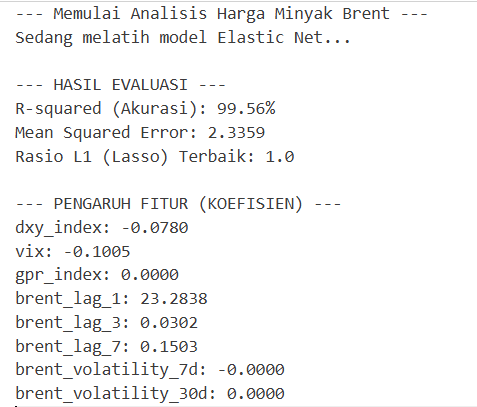 --- Memulai Analisis Harga Minyak Brent ---
Sedang melatih model Elastic Net...
--- HASIL EVALUASI ---
R-squared (Akurasi): 99.56%
Mean Squared Error: 2.3359
Rasio L1 (Lasso) Terbaik: 1.0
--- PENGARUH FITUR (KOEFISIEN) ---
dxy_index: -0.0780
vix: -0.1005
gpr_index: 0.0000
brent_lag_1: 23.2838
brent_lag_3: 0.0302
brent_lag_7: 0.1503
brent_volatility_7d: -0.0000
brent_volatility_30d: 0.0000